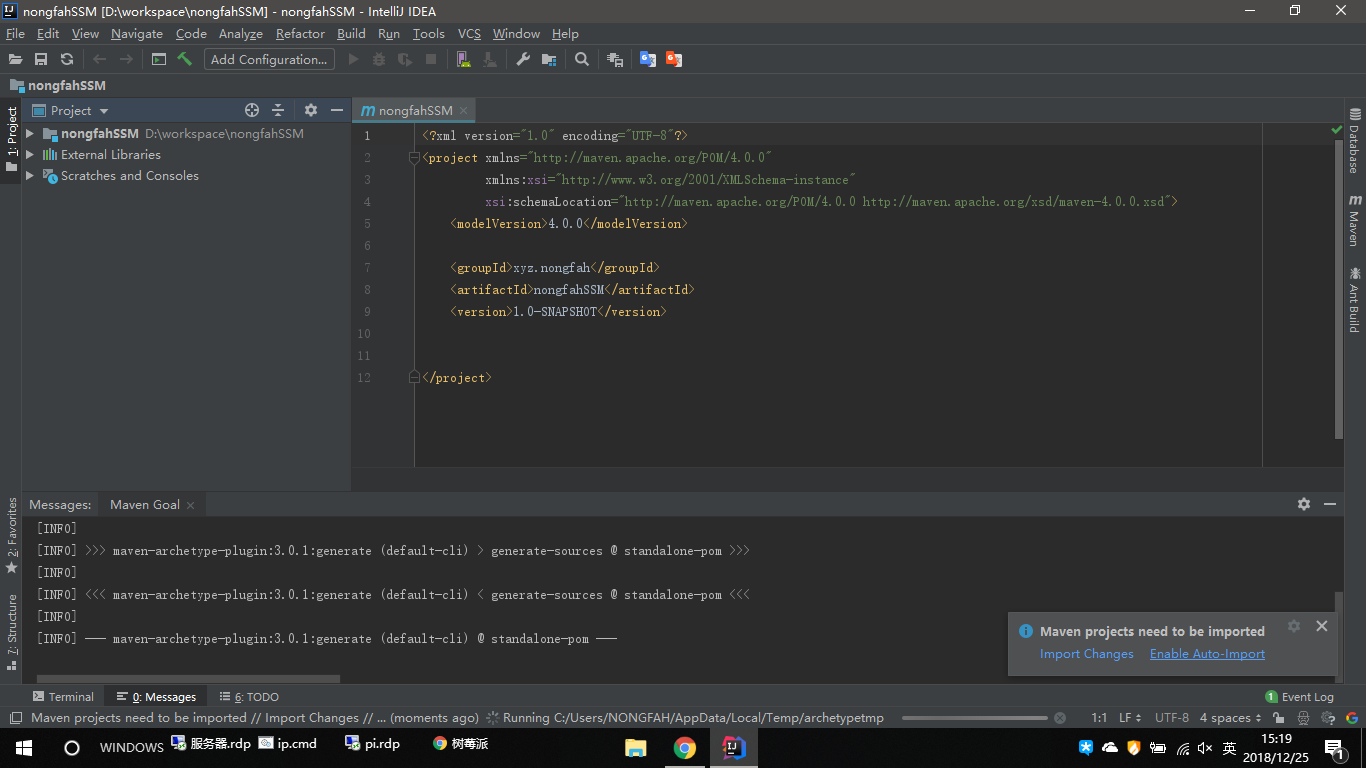 nongfahSSM [D:\workspace\nongfahSSM] - nongfahSSM - IntelliJ IDEA
File Edit View Navigate Code Analyze Refactor Build Run Tools VCS Window Help
Add Configuration...
nongfahSSM
1: Project
Project
nongfahSSM D:\workspace\nongfahSSM
External Libraries
Scratches and Consoles
nongfahSSM
1 <?xml version="1.0" encoding="UTF-8"?>
2 <project xmlns="http://maven.apache.org/POM/4.0.0"
3 xmlns:xsi="http://www.w3.org/2001/XMLSchema-instance"
4 xsi:schemaLocation="http://maven.apache.org/POM/4.0.0 http://maven.apache.org/xsd/maven-4.0.0.xsd">
5 <modelVersion>4.0.0</modelVersion>
6
7 <groupId>xyz.nongfah</groupId>
8 <artifactId>nongfahSSM</artifactId>
9 <version>1.0-SNAPSHOT</version>
10
11
12 </project>
Database
Maven
Ant Build
2: Favorites
7: Structure
Messages: Maven Goal
[INFO]
[INFO] >>> maven-archetype-plugin:3.0.1:generate (default-cli) > generate-sources @ standalone-pom >>>
[INFO]
[INFO] <<< maven-archetype-plugin:3.0.1:generate (default-cli) < generate-sources @ standalone-pom <<<
[INFO]
[INFO] --- maven-archetype-plugin:3.0.1:generate (default-cli) @ standalone-pom ---
Maven projects need to be imported
Import Changes Enable Auto-Import
Terminal 0: Messages 6: TODO
1 Event Log
Maven projects need to be imported // Import Changes // ... (moments ago) Running C:/Users/NONGFAH/AppData/Local/Temp/archetypetmp 1:1 LF UTF-8 4 spaces
WINDOWS 服务器.rdp ip.cmd pi.rdp 树莓派
英
15:19
2018/12/25
1